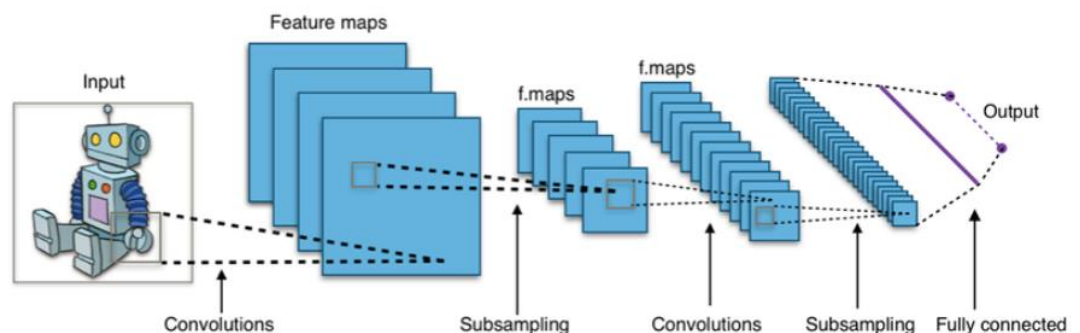 Feature maps
f.maps
Input
f.maps
Output
Convolutions
Subsampling
Convolutions
Subsampling
Fully connected